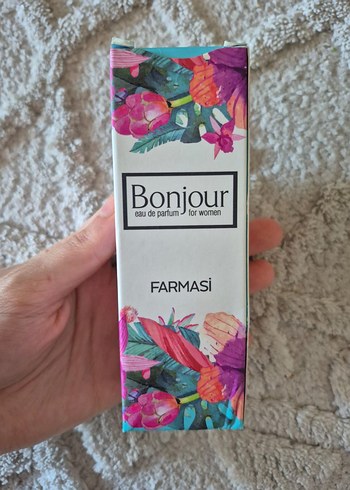 Bonjour
eau de parfum for women
FARMASİ